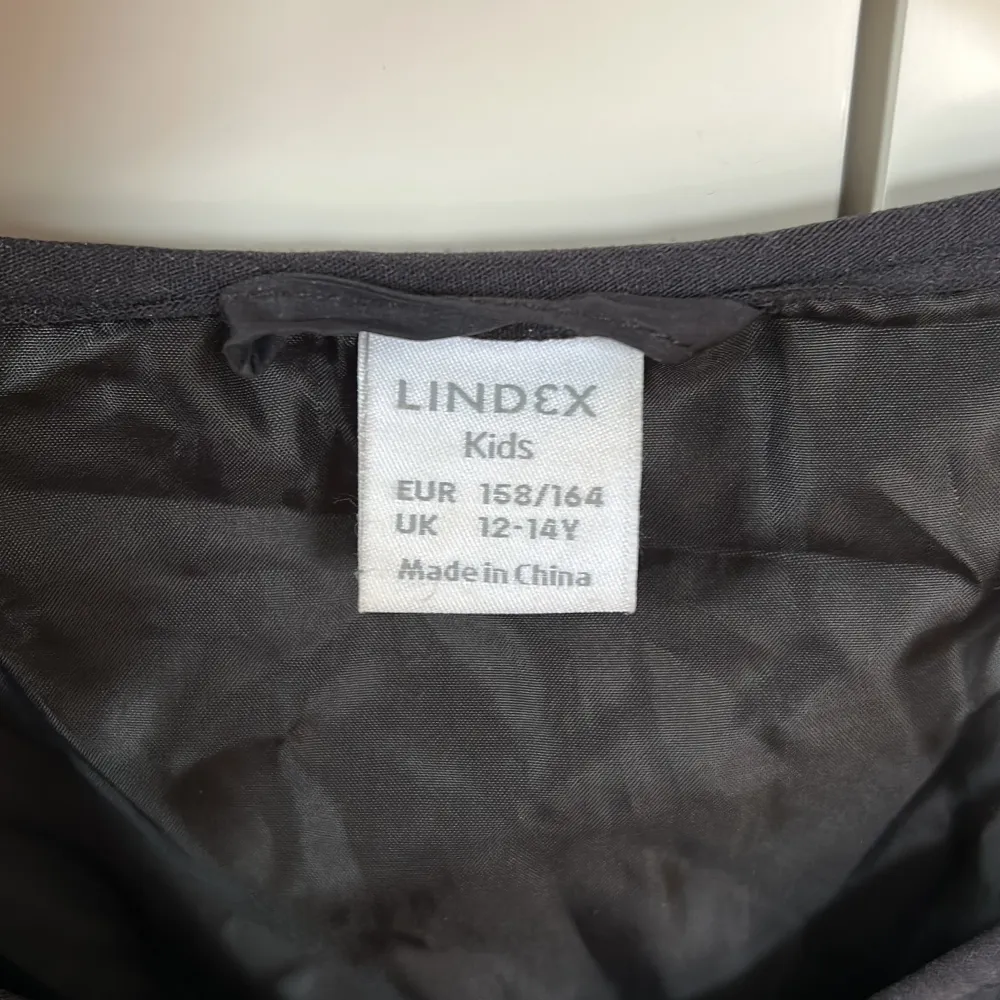 LINDEX
Kids
EUR 158/164
UK 12-14Y
Made in China